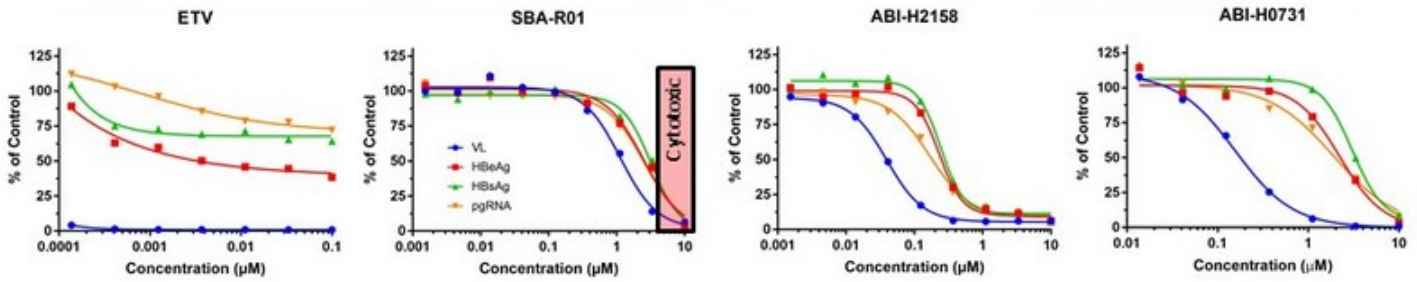 ETV
125
100
75
50
25
0
% of Control
0.0001
0.001
0.01
0.1
Concentration (µM)
SBA-R01
125
100
75
50
25
0
% of Control
VL
HBeAg
HBsAg
pgRNA
Cytotoxic
0.001
0.01
0.1
1
10
Concentration (µM)
ABI-H2158
125
100
75
50
25
0
% of Control
0.001
0.01
0.1
1
10
Concentration (µM)
ABI-H0731
125
100
75
50
25
0
% of Control
0.01
0.1
1
10
Concentration (µM)